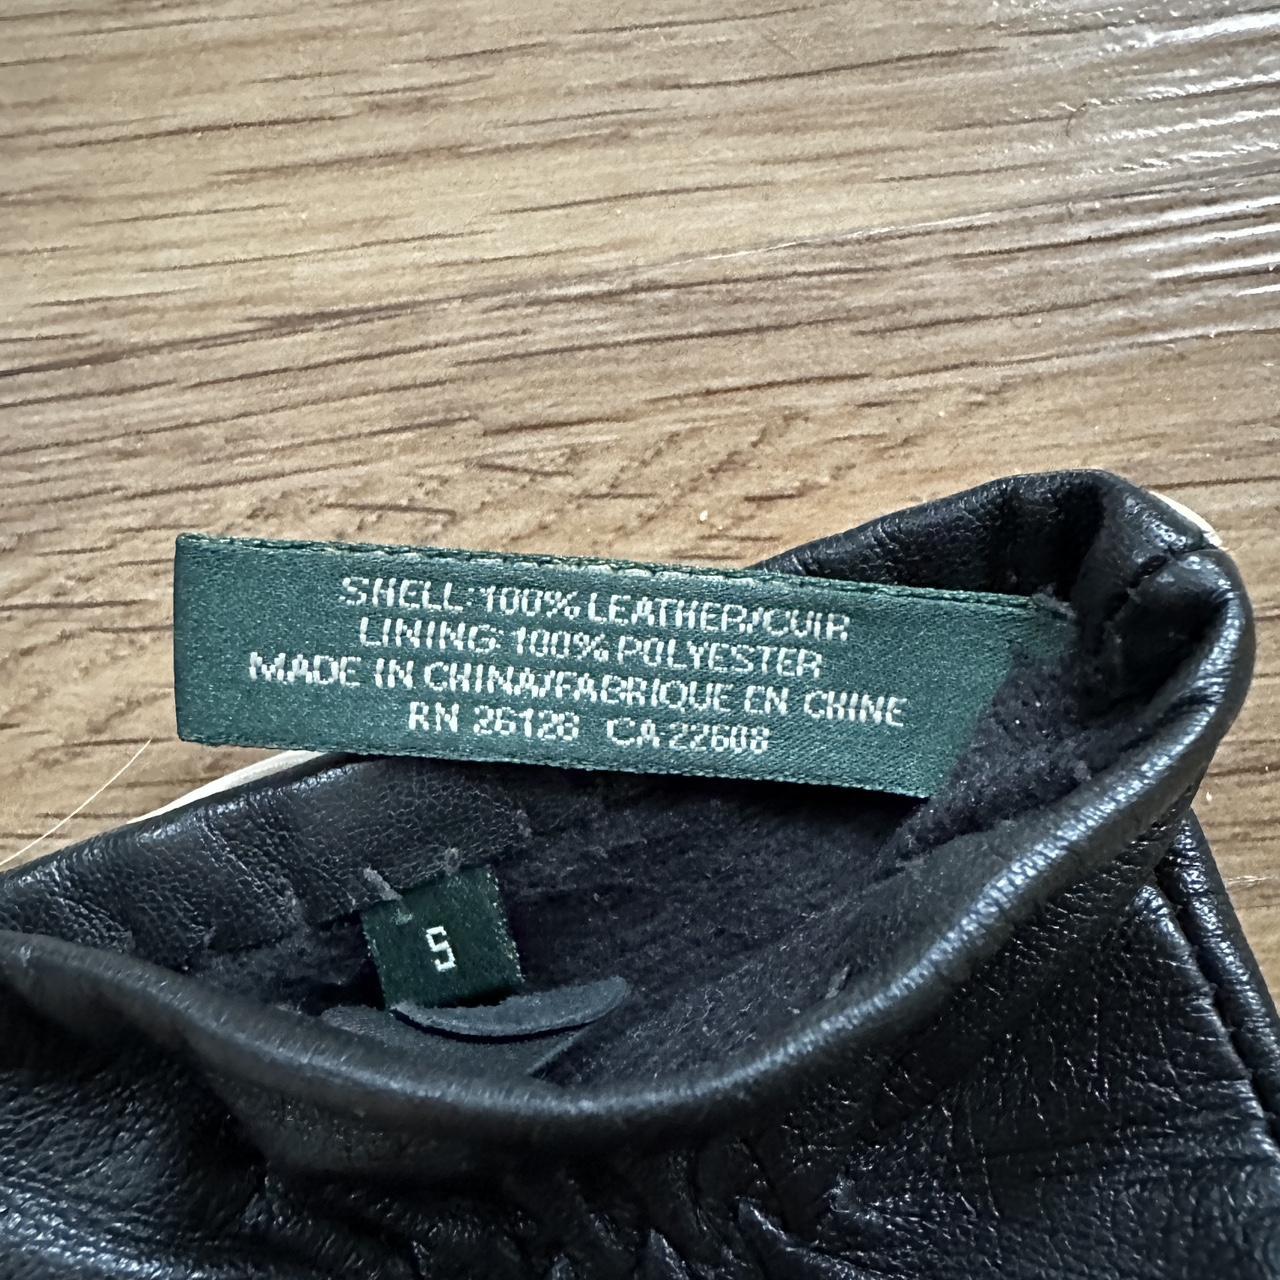 SHELL: 100% LEATHER/CUIR
LINING: 100% POLYESTER
MADE IN CHINA/FABRIQUE EN CHINE
RN 26128 CA 22608
S